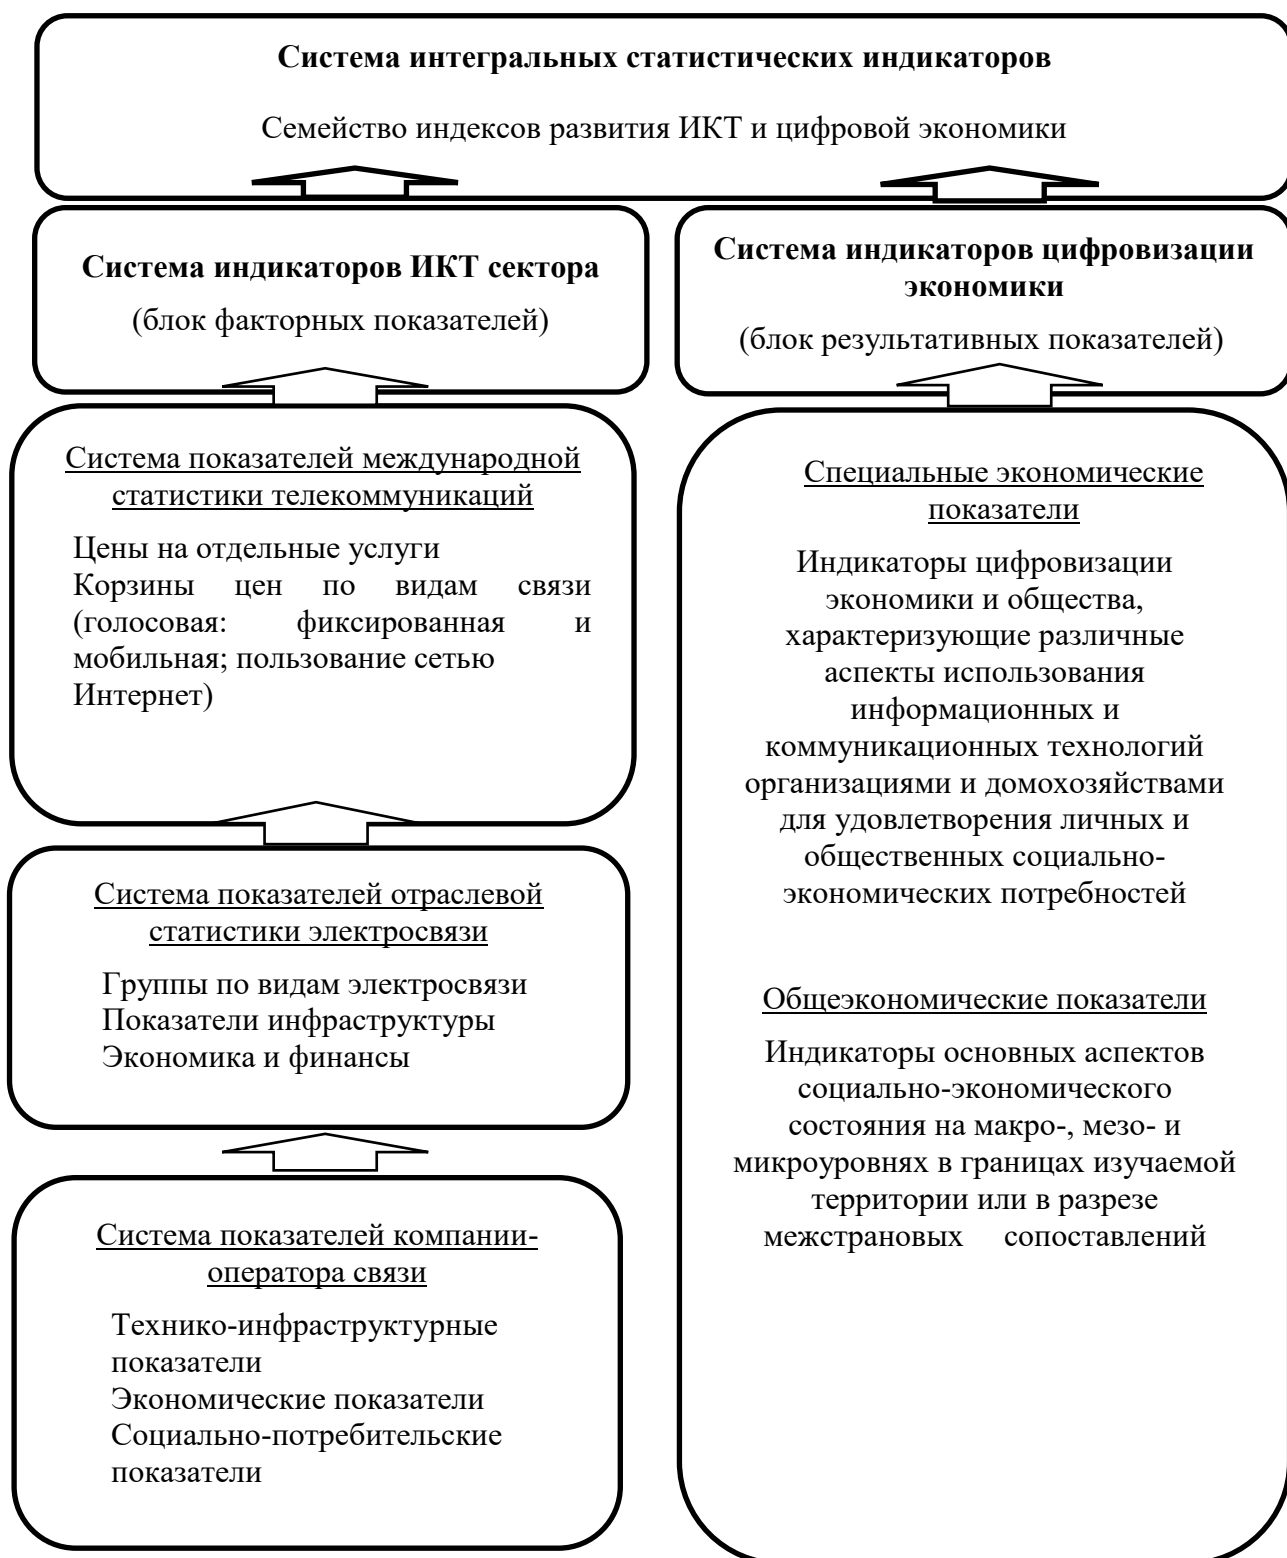 Система интегральных статистических индикаторов
Семейство индексов развития ИКТ и цифровой экономики
Система индикаторов ИКТ сектора
(блок факторных показателей)
Система индикаторов цифровизации
экономики
(блок результативных показателей)
Система показателей международной
статистики телекоммуникаций
Цены на отдельные услуги
Корзины цен по видам связи
(голосовая: фиксированная и
мобильная; пользование сетью
Интернет)
Система показателей отраслевой
статистики электросвязи
Группы по видам электросвязи
Показатели инфраструктуры
Экономика и финансы
Система показателей компании-
оператора связи
Технико-инфраструктурные
показатели
Экономические показатели
Социально-потребительские
показатели
Специальные экономические
показатели
Индикаторы цифровизации
экономики и общества,
характеризующие различные
аспекты использования
информационных и
коммуникационных технологий
организациями и домохозяйствами
для удовлетворения личных и
общественных социально-
экономических потребностей
Общеэкономические показатели
Индикаторы основных аспектов
социально-экономического
состояния на макро-, мезо- и
микроуровнях в границах изучаемой
территории или в разрезе
межстрановых сопоставлений